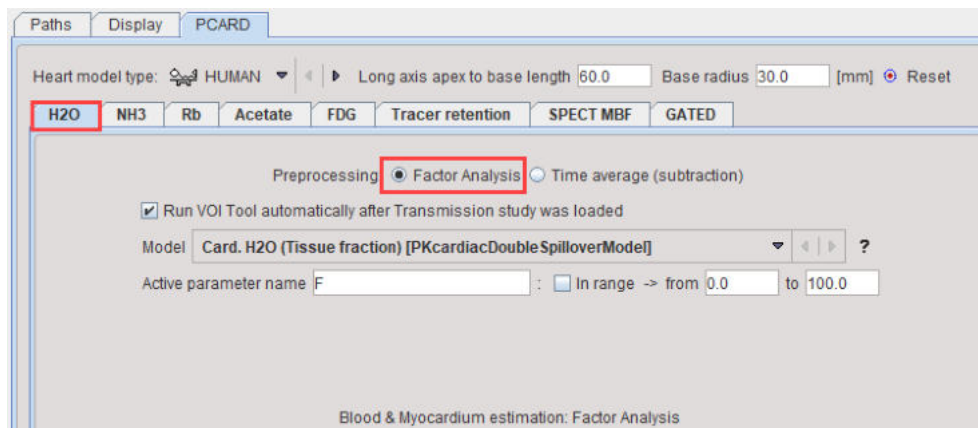 Paths Display PCARD
Heart model type: HUMAN Long axis apex to base length 60.0 Base radius 30.0 [mm] Reset
H2O NH3 Rb Acetate FDG Tracer retention SPECT MBF GATED
Preprocessing Factor Analysis Time average (subtraction)
Run VOI Tool automatically after Transmission study was loaded
Model Card. H2O (Tissue fraction) [PKcardiacDoubleSpilloverModel] ?
Active parameter name F : In range -> from 0.0 to 100.0
Blood & Myocardium estimation: Factor Analysis